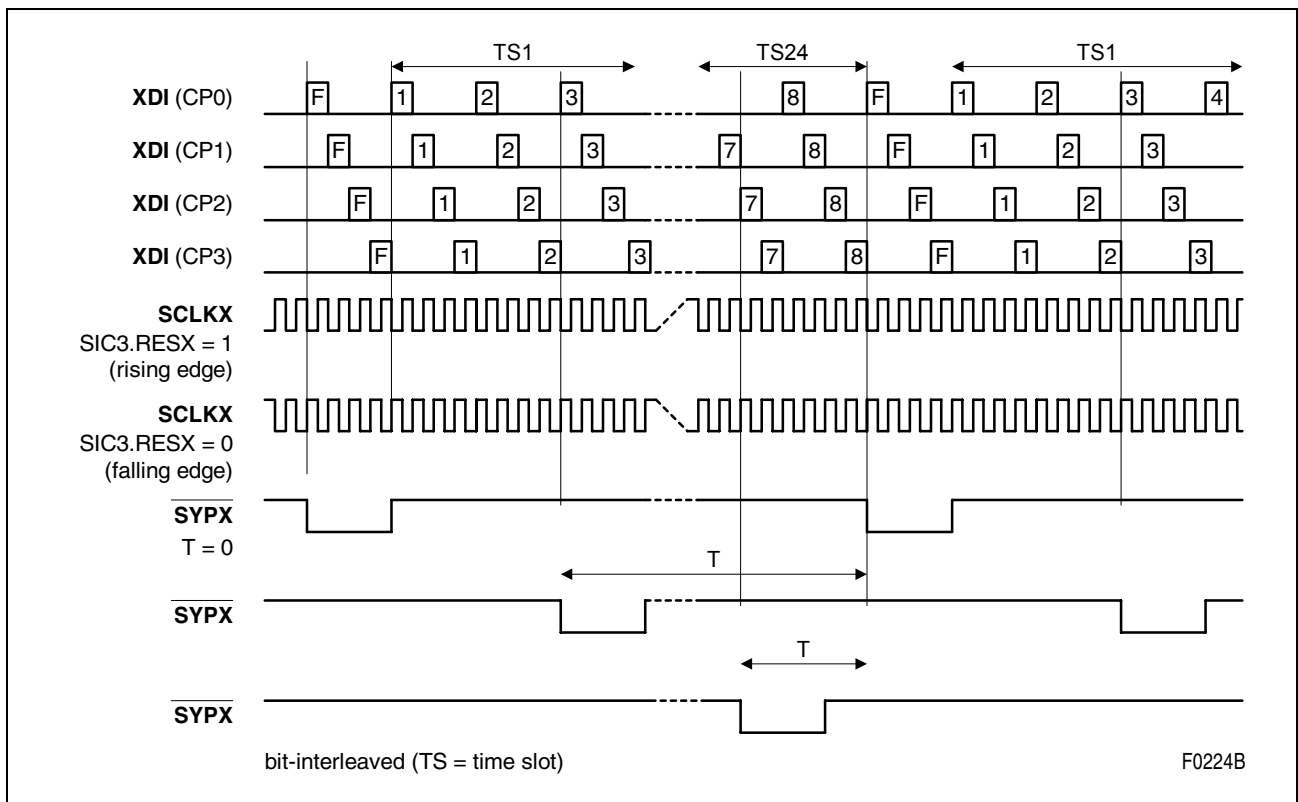 TS1 TS24 TS1
XDI (CP0) F 1 2 3 8 F 1 2 3 4
XDI (CP1) F 1 2 3 7 8 F 1 2 3
XDI (CP2) F 1 2 3 7 8 F 1 2 3
XDI (CP3) F 1 2 3 7 8 F 1 2 3
SCLKX
SIC3.RESX = 1
(rising edge)
SCLKX
SIC3.RESX = 0
(falling edge)
SYPX
T = 0
T
SYPX
T
SYPX
bit-interleaved (TS = time slot) F0224B